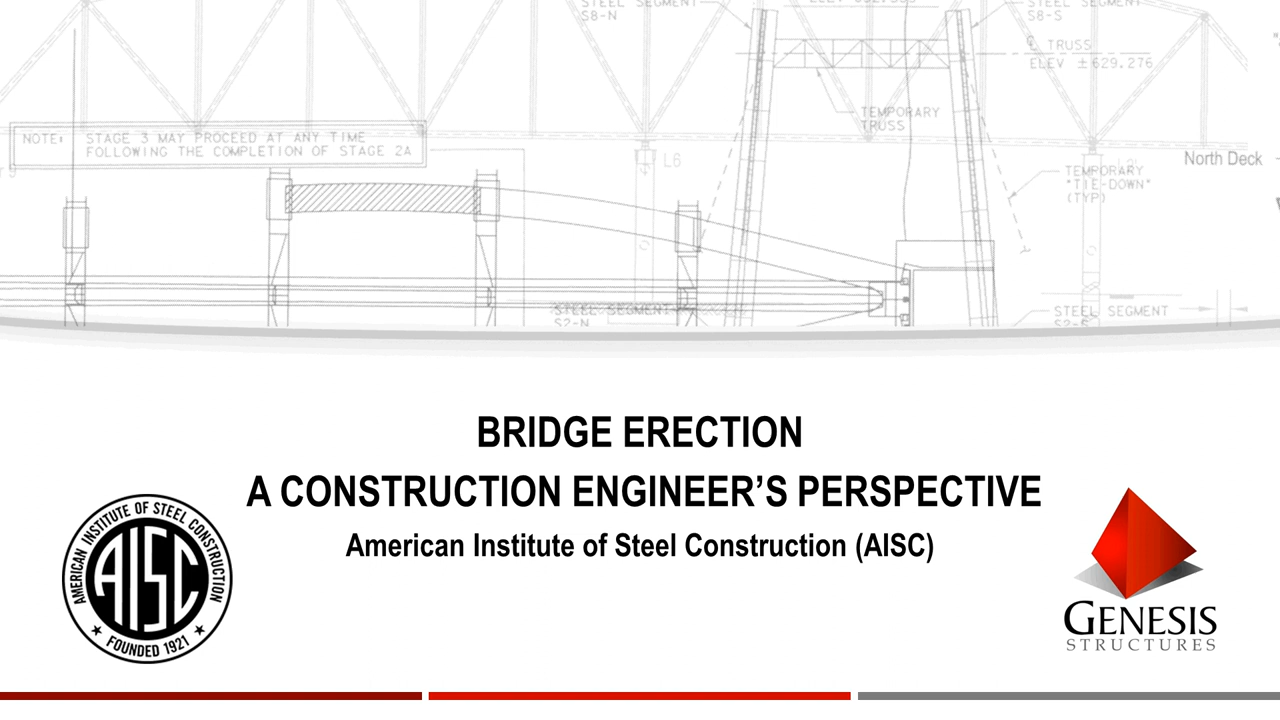 STEEL SEGMENT
S8-N
STEEL SEGMENT
S8-S
℄ TRUSS
ELEV ±629.276
TEMPORARY
TRUSS
NOTE: STAGE 3 MAY PROCEED AT ANY TIME
FOLLOWING THE COMPLETION OF STAGE 2A
L6
North Deck
TEMPORARY
"TIE-DOWN"
(TYP)
STEEL SEGMENT
S2-N
STEEL SEGMENT
S2-S
BRIDGE ERECTION
A CONSTRUCTION ENGINEER’S PERSPECTIVE
American Institute of Steel Construction (AISC)
AMERICAN INSTITUTE OF STEEL CONSTRUCTION
AISC
★ FOUNDED 1921 ★
GENESIS
STRUCTURES